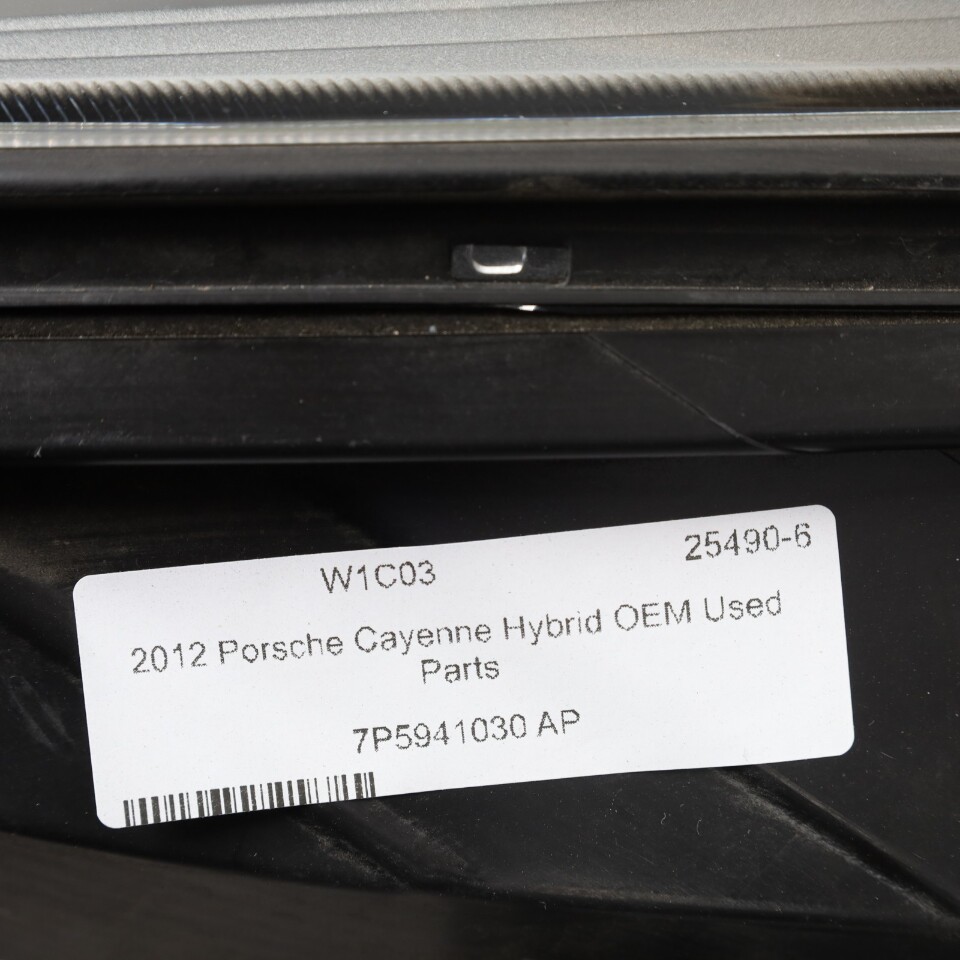 W1C03 25490-6
2012 Porsche Cayenne Hybrid OEM Used
Parts
7P5941030 AP